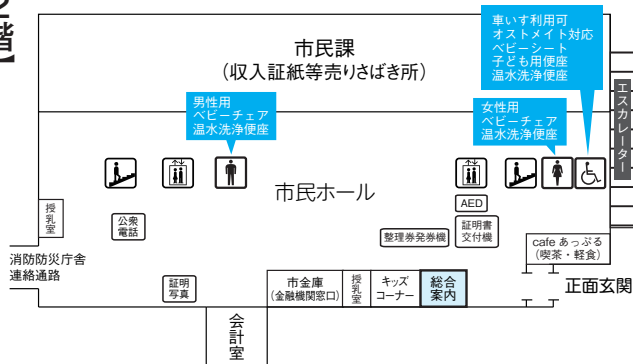 階】
市民課
(収入証紙等売りさばき所)
車いす利用可
オストメイト対応
ベビーシート
子ども用便座
温水洗浄便座
男性用
ベビーチェア
温水洗浄便座
女性用
ベビーチェア
温水洗浄便座
エスカレーター
市民ホール
授乳室
公衆
電話
AED
証明書
交付機
整理券発券機
cafe あっぷる
(喫茶・軽食)
消防防災庁舎
連絡通路
証明
写真
市金庫
(金融機関窓口)
授乳室
キッズ
コーナー
総合
案内
正面玄関
会計室